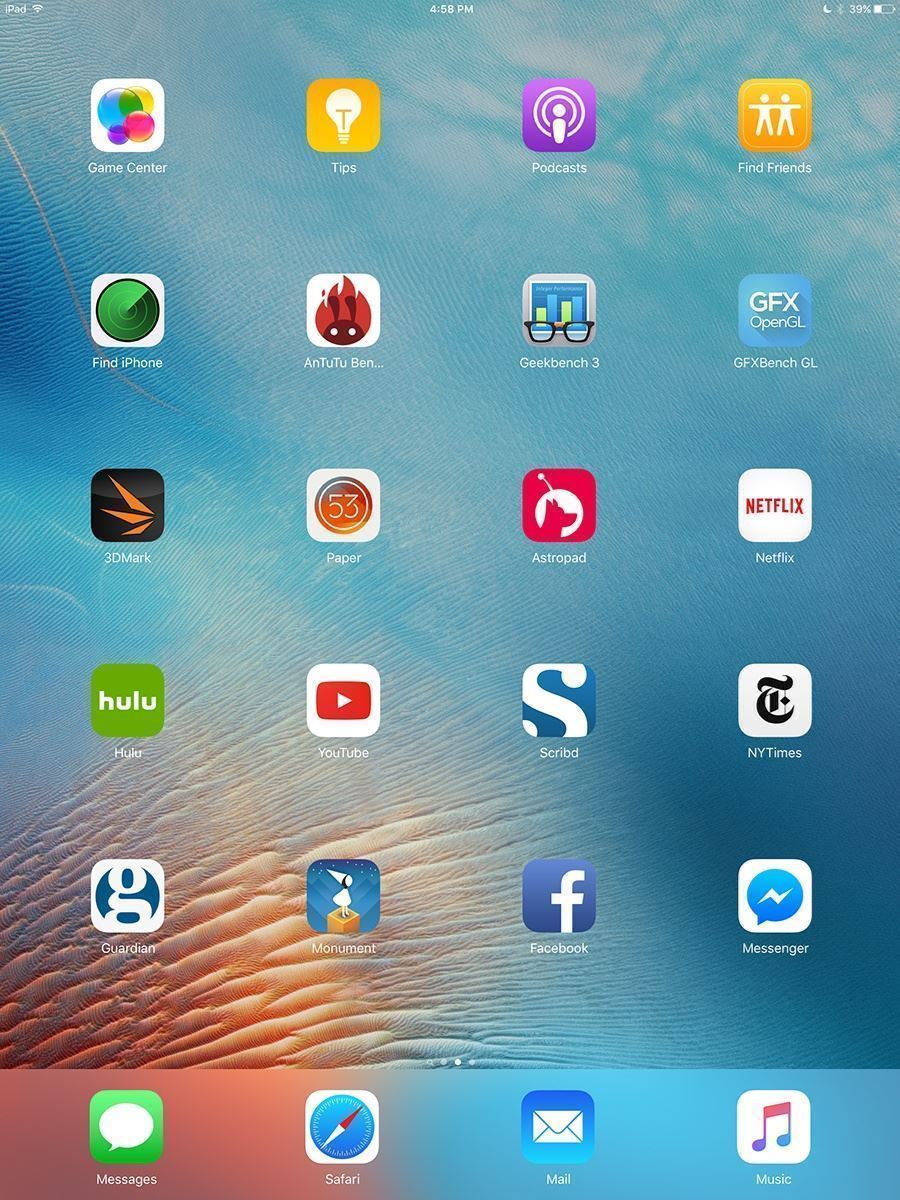 iPad 4:58 PM 39%
Game Center Tips Podcasts Find Friends
Integer Performance GFX
OpenGL
Find iPhone AnTuTu Ben... Geekbench 3 GFXBench GL
53 NETFLIX
3DMark Paper Astropad Netflix
hulu
Hulu YouTube Scribd NYTimes
Guardian Monument Facebook Messenger
Messages Safari Mail Music